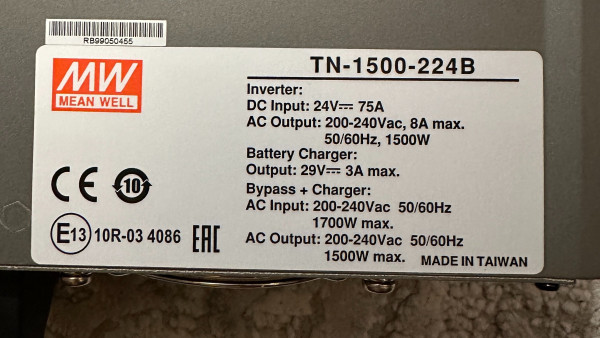 RB99050455
MW
MEAN WELL
TN-1500-224B
Inverter:
DC Input: 24V⎓ 75A
AC Output: 200-240Vac, 8A max.
50/60Hz, 1500W
Battery Charger:
Output: 29V⎓ 3A max.
Bypass + Charger:
AC Input: 200-240Vac 50/60Hz
1700W max.
AC Output: 200-240Vac 50/60Hz
1500W max.
MADE IN TAIWAN
CE
10
E13 10R-03 4086
EAC